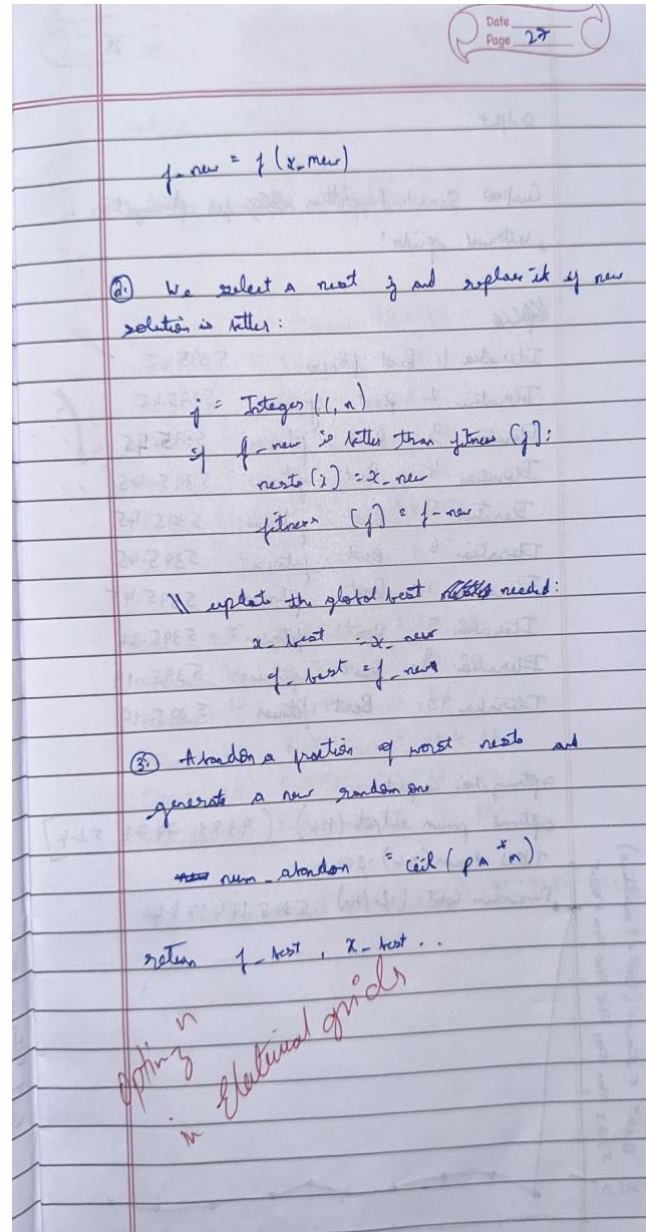 Date
Page 27
f_new = f(x_new)
② We select a nest j and replace it if new
solution is better:
j = Integer (1, n)
if f_new is better than fitness [j]:
nests (j) = x_new
fitness [j] = f_new
\\ update the global best needed:
x_best = x_new
f_best = f_new
③ Abandon a fraction of worst nests and
generate a new random one
num_abandon = ceil (pA * n)
return f_best, x_best ..
Optimz n
in Electrical grids